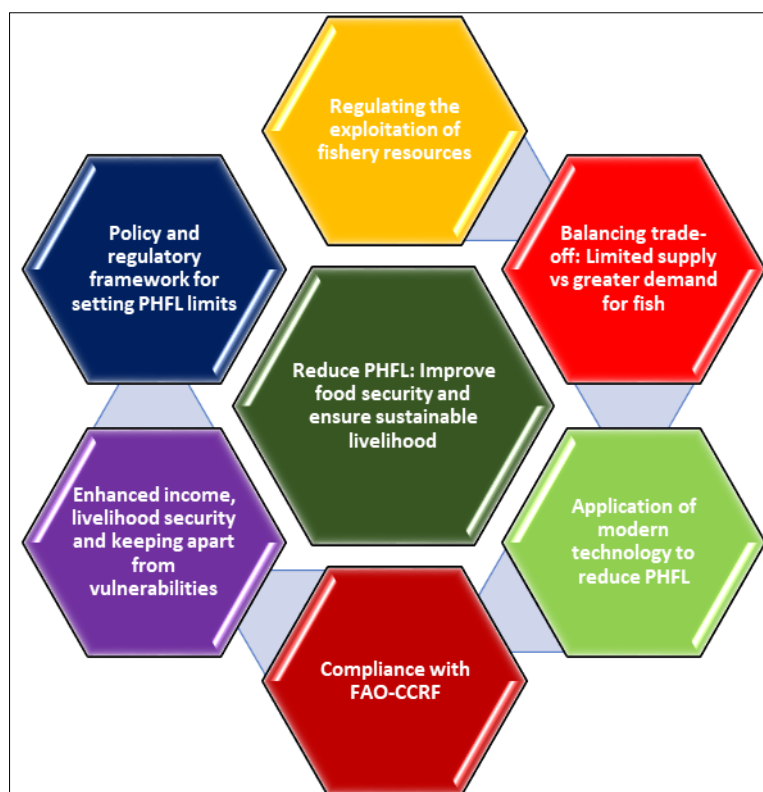 Regulating the
exploitation of
fishery resources
Policy and
regulatory
framework for
setting PHFL limits
Balancing trade-
off: Limited supply
vs greater demand
for fish
Reduce PHFL: Improve
food security and
ensure sustainable
livelihood
Enhanced income,
livelihood security
and keeping apart
from
vulnerabilities
Application of
modern
technology to
reduce PHFL
Compliance with
FAO-CCRF